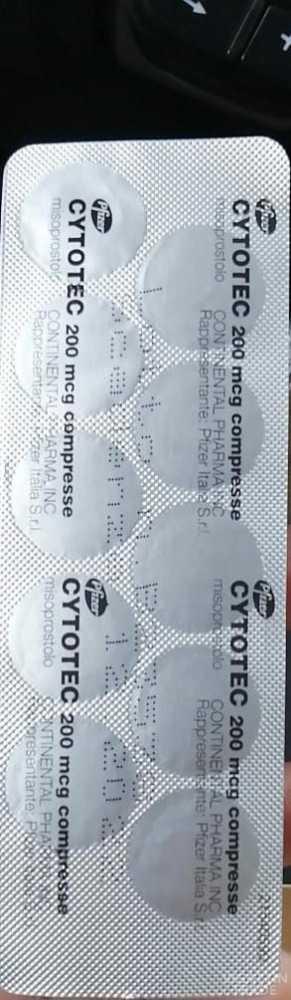 Pfizer
CYTOTEC 200 mcg compresse
misoprostolo
CONTINENTAL PHARMA INC
Rappresentante: Pfizer Italia S.r.l.
Pfizer
CYTOTEC 200 mcg compresse
misoprostolo
CONTINENTAL PHARMA INC
Rappresentante: Pfizer Italia S.r.l.
Pfizer
CYTOTEC 200 mcg compresse
misoprostolo
CONTINENTAL PHARMA INC
Rappresentante: Pfizer Italia S.r.l.
Pfizer
CYTOTEC 200 mcg compresse
misoprostolo
CONTINENTAL PHARMA INC
Rappresentante: Pfizer